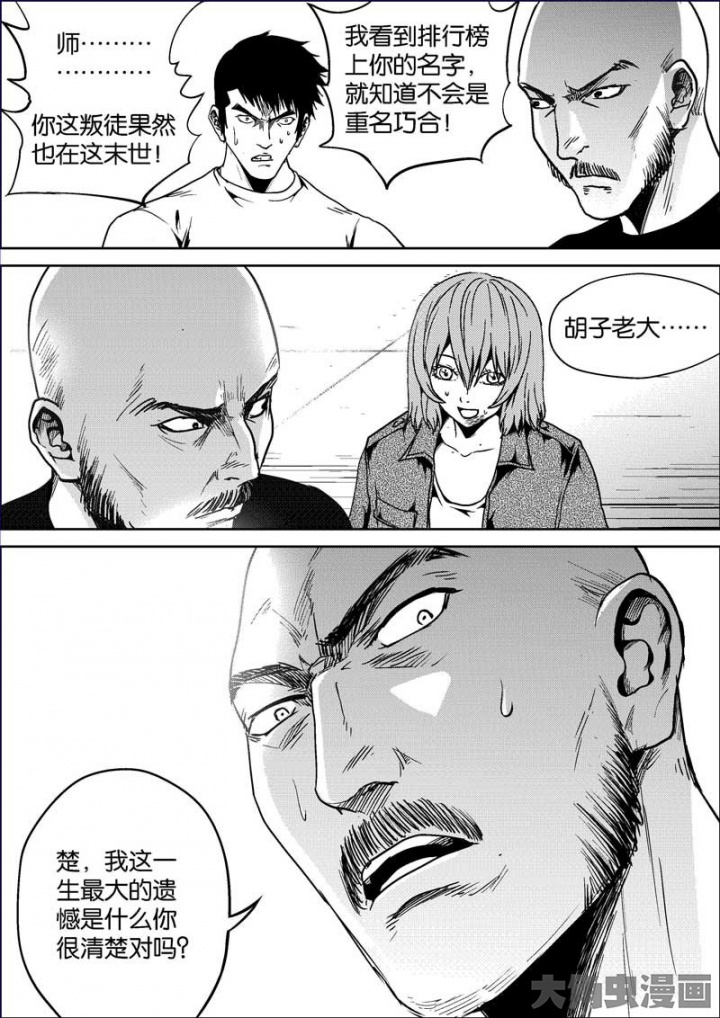 师………
…………
你这叛徒果然
也在这末世！
我看到排行榜
上你的名字，
就知道不会是
重名巧合！
胡子老大……
楚，我这一
生最大的遗
憾是什么你
很清楚对吗？
大角虫漫画